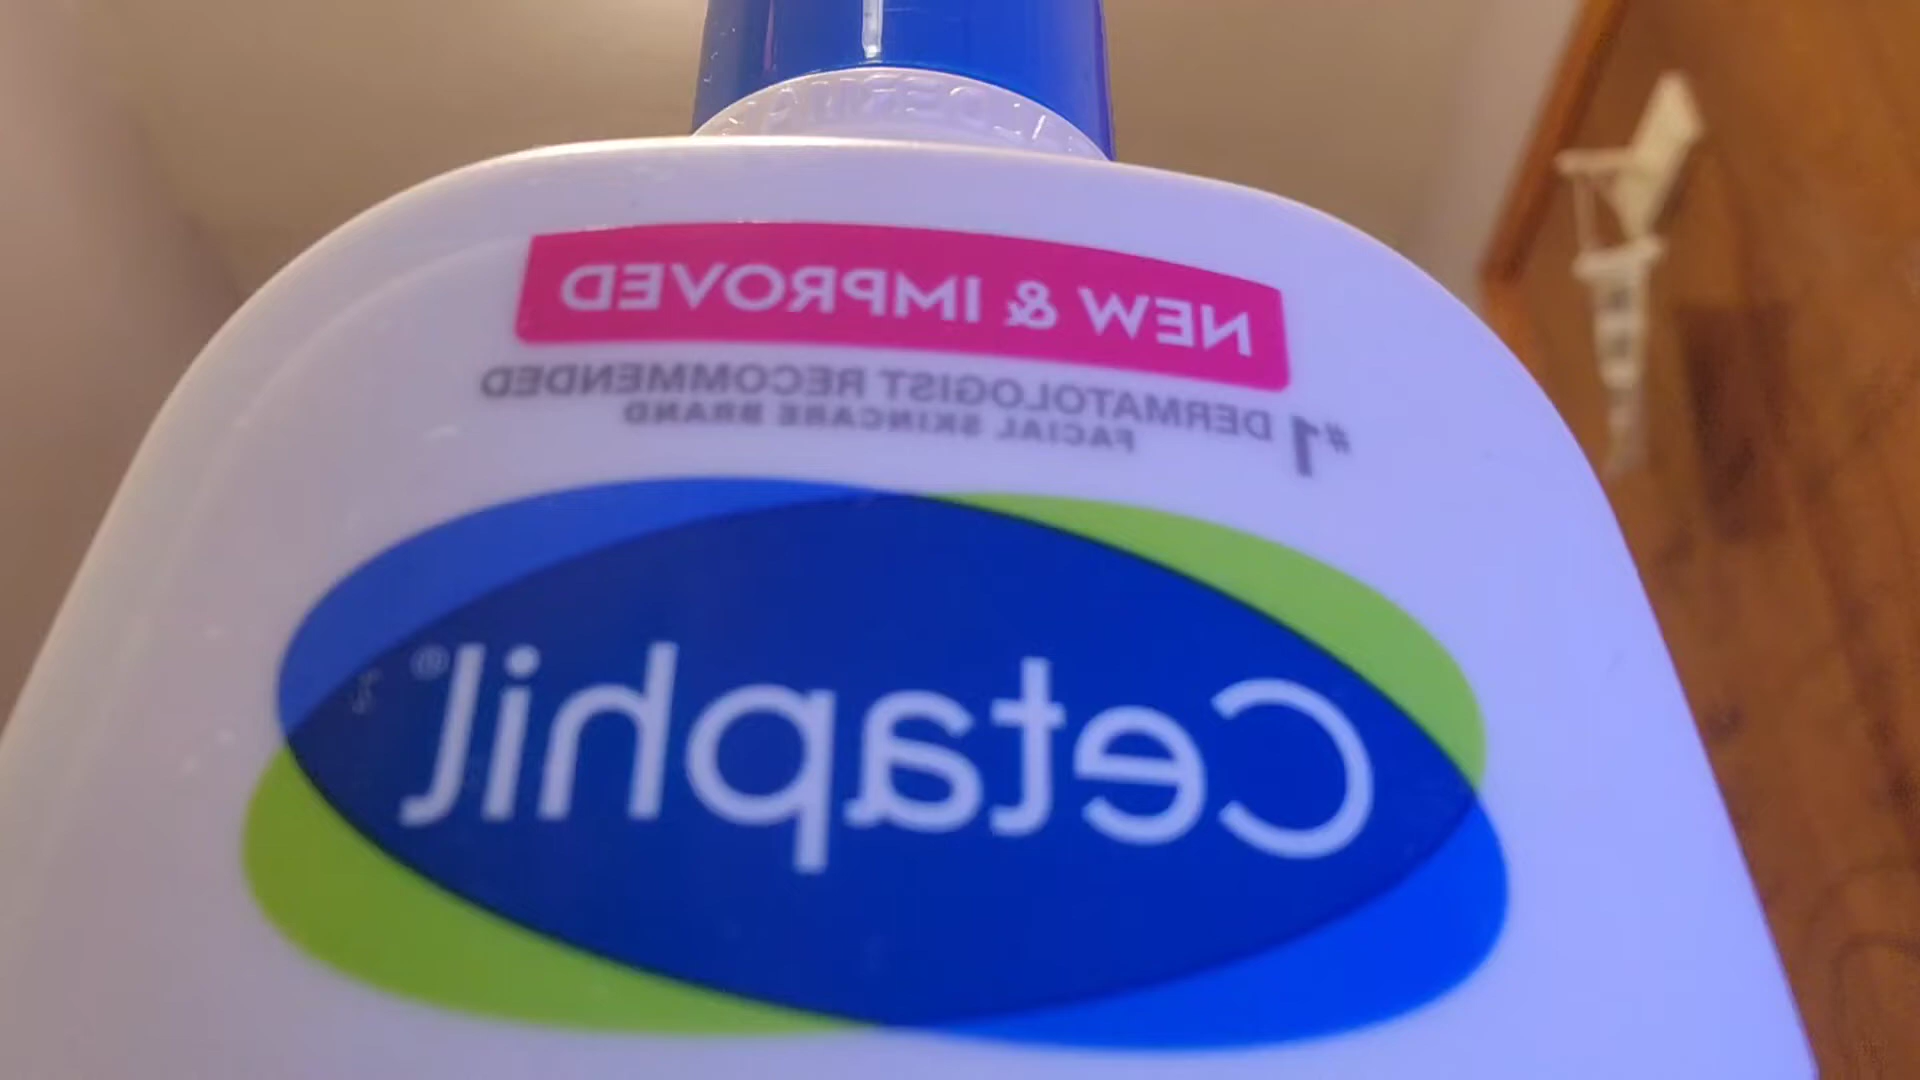 NEW & IMPROVED
#1 DERMATOLOGIST RECOMMENDED
FACIAL SKINCARE BRAND
Cetaphil®